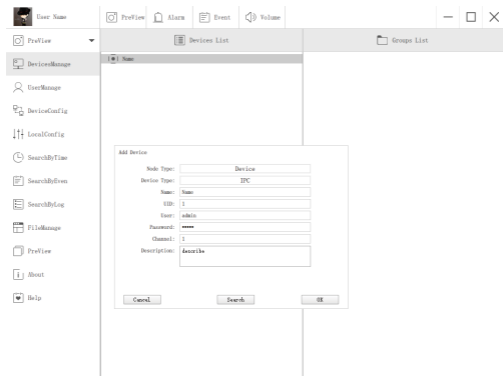 User Name
PreView Alarm Event Volume
PreView
Devices List
Groups List
DevicesManage
Name
UserManage
DeviceConfig
LocalConfig
SearchByTime
SearchByEven
SearchByLog
FileManage
PreView
About
Help
Add Device
Node Type: Device
Device Type: IPC
Name: Name
UID: 1
User: admin
Password: •••••
Channel: 1
Description: describe
Cancel Search OK